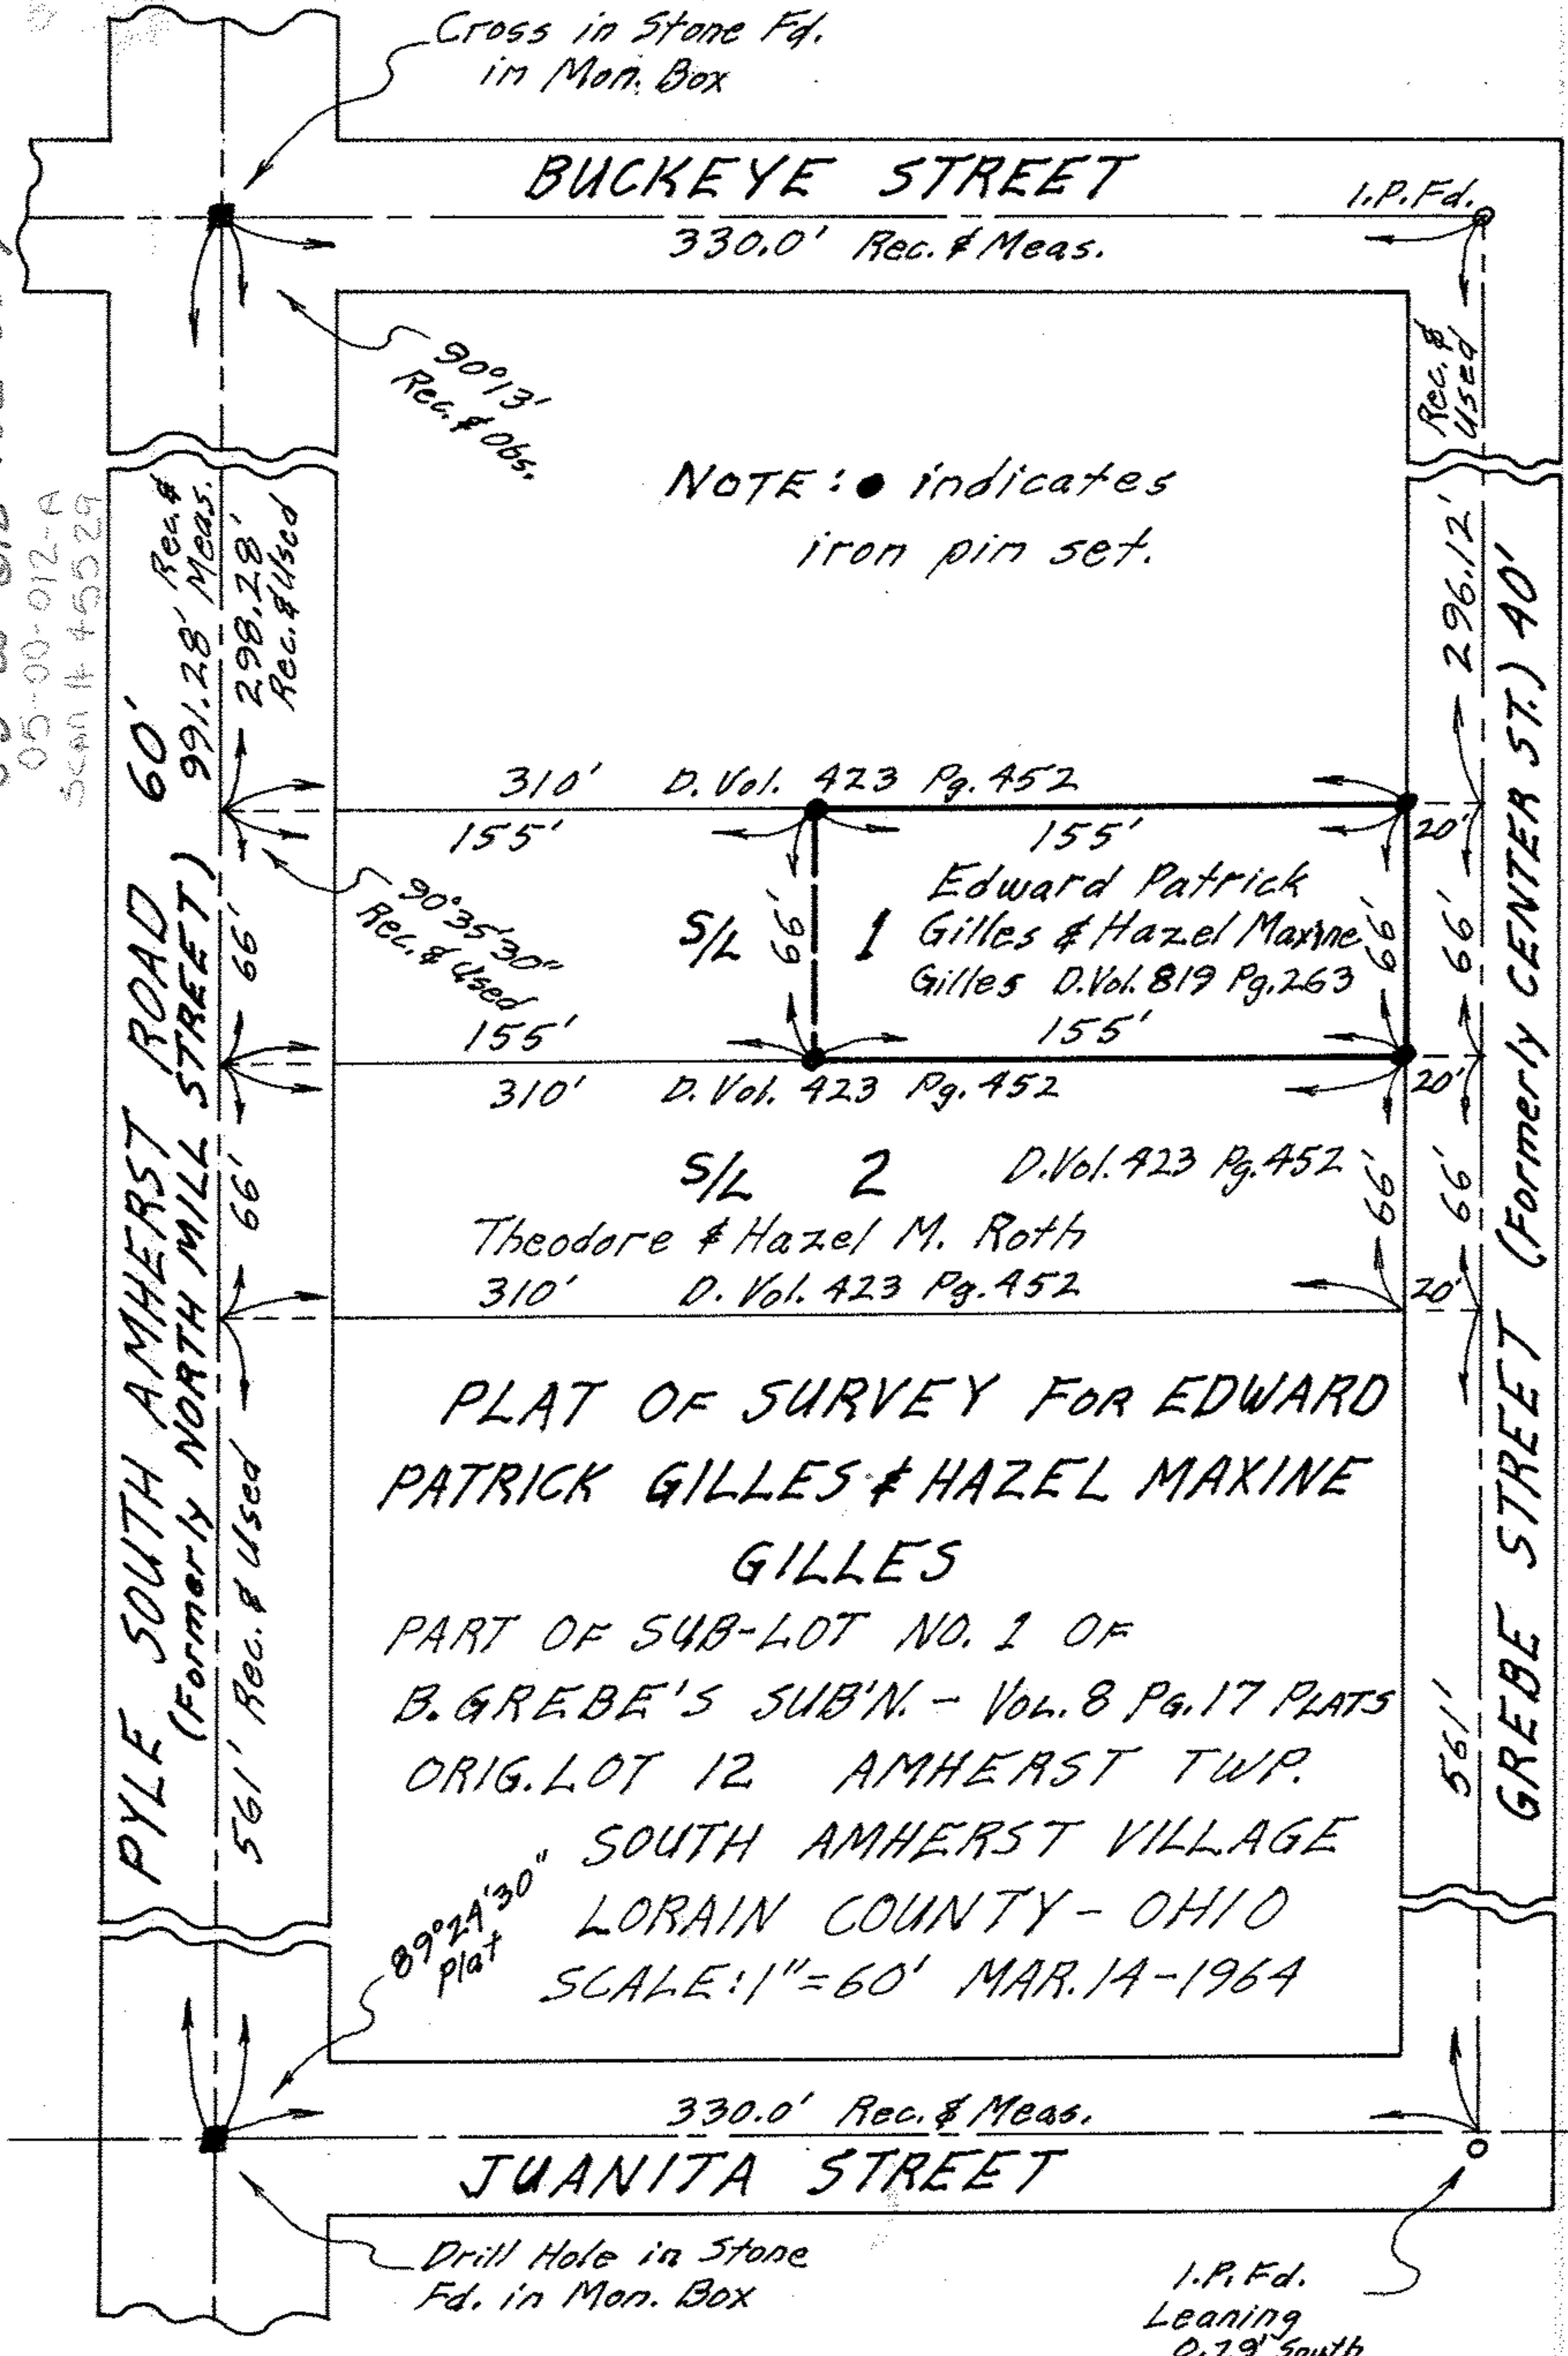 Cross in Stone Fd.
in Mon. Box
BUCKEYE STREET
I.P.Fd.
330.0' Rec. & Meas.
90°13'
Rec. & Obs.
Rec. &
Used
NOTE: ● indicates
iron pin set.
05-00-012-A
Scan # 45529
PYLE SOUTH AMHERST ROAD 60'
(Formerly NORTH MILL STREET)
991.28' Rec. &
Meas.
298.28'
Rec. & Used
296.12'
GREBE STREET (Formerly CENTER ST.) 40'
310' D. Vol. 423 Pg. 452
155' 155' 20'
90°35'30"
Rec. & Used
66'
S/L 66' 1
Edward Patrick
Gilles & Hazel Maxine
Gilles D.Vol. 819 Pg. 263
66' 66'
155' 155'
310' D. Vol. 423 Pg. 452 20'
66'
S/L 2 D.Vol. 423 Pg. 452
66' 66'
Theodore & Hazel M. Roth
310' D. Vol. 423 Pg. 452 20'
PLAT OF SURVEY FOR EDWARD
PATRICK GILLES & HAZEL MAXINE
GILLES
PART OF SUB-LOT NO. 1 OF
B. GREBE'S SUB'N. - VOL. 8 PG. 17 PLATS
ORIG. LOT 12 AMHERST TWP.
SOUTH AMHERST VILLAGE
LORAIN COUNTY - OHIO
SCALE: 1"=60' MAR. 14-1964
561' Rec. & Used
561'
89°24'30"
plat
330.0' Rec. & Meas.
JUANITA STREET
Drill Hole in Stone
Fd. in Mon. Box
I.P. Fd.
Leaning
0.79' South